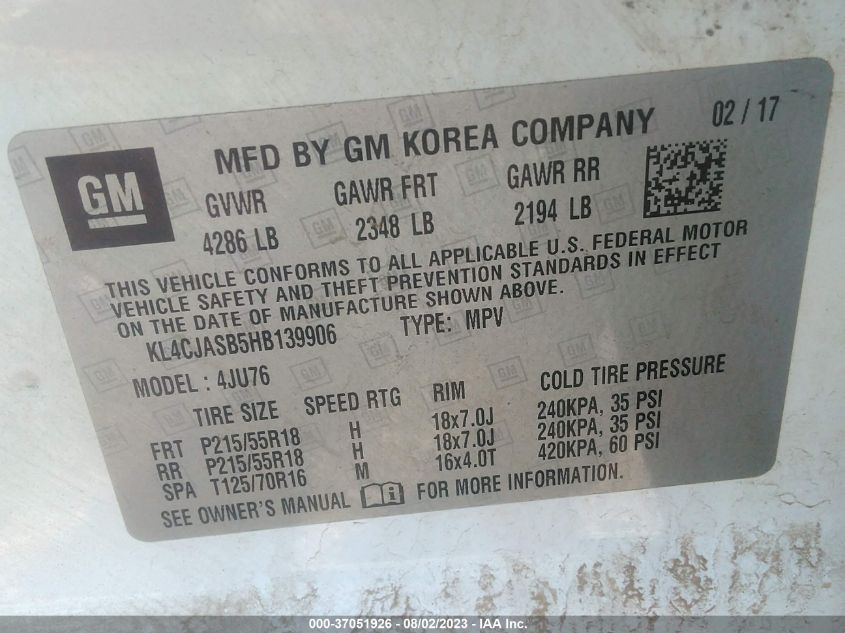 MFD BY GM KOREA COMPANY 02 / 17
GM
GVWR GAWR FRT GAWR RR
4286 LB 2348 LB 2194 LB
THIS VEHICLE CONFORMS TO ALL APPLICABLE U.S. FEDERAL MOTOR
VEHICLE SAFETY AND THEFT PREVENTION STANDARDS IN EFFECT
ON THE DATE OF MANUFACTURE SHOWN ABOVE.
KL4CJASB5HB139906 TYPE: MPV
MODEL : 4JU76
TIRE SIZE SPEED RTG RIM COLD TIRE PRESSURE
FRT P215/55R18 H 18x7.0J 240KPA, 35 PSI
RR P215/55R18 H 18x7.0J 240KPA, 35 PSI
SPA T125/70R16 M 16x4.0T 420KPA, 60 PSI
SEE OWNER'S MANUAL FOR MORE INFORMATION.
000-37051926 - 08/02/2023 - IAA Inc.